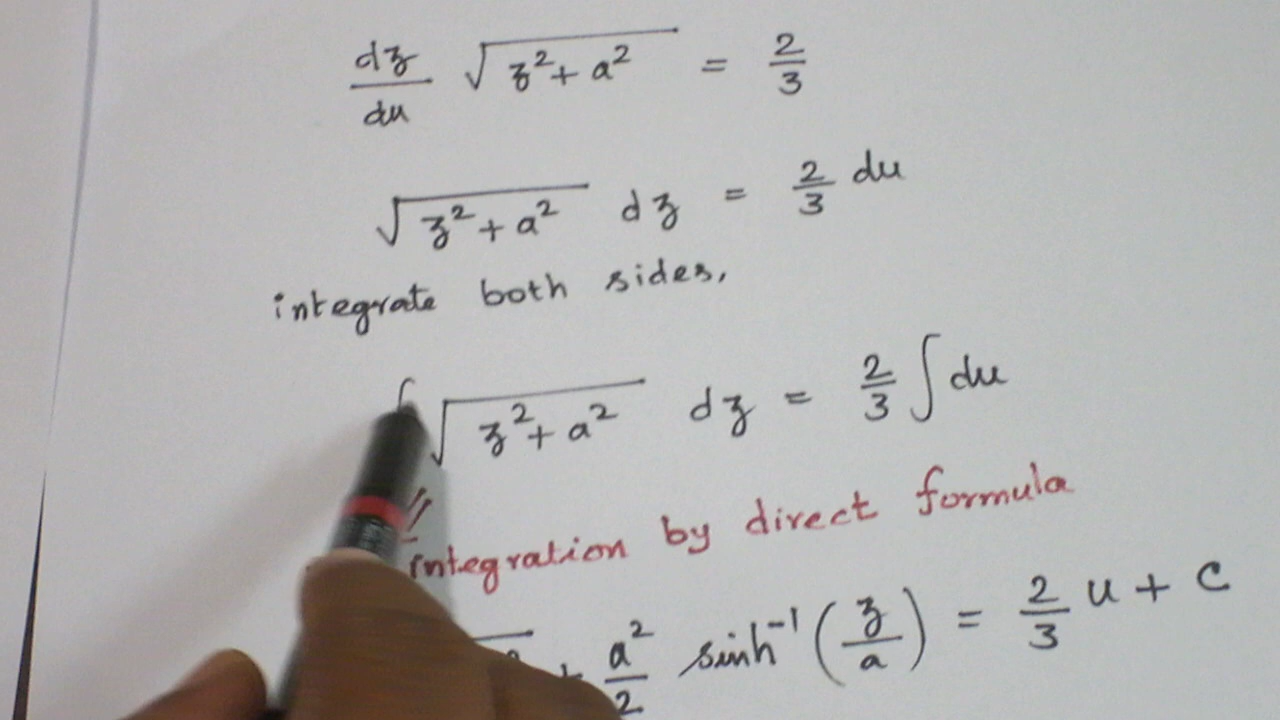 dz/du √(z² + a²) = 2/3
√(z² + a²) dz = 2/3 du
integrate both sides,
∫ √(z² + a²) dz = 2/3 ∫ du
// integration by direct formula
+ a²/2 sinh⁻¹(z/a) = 2/3 u + c